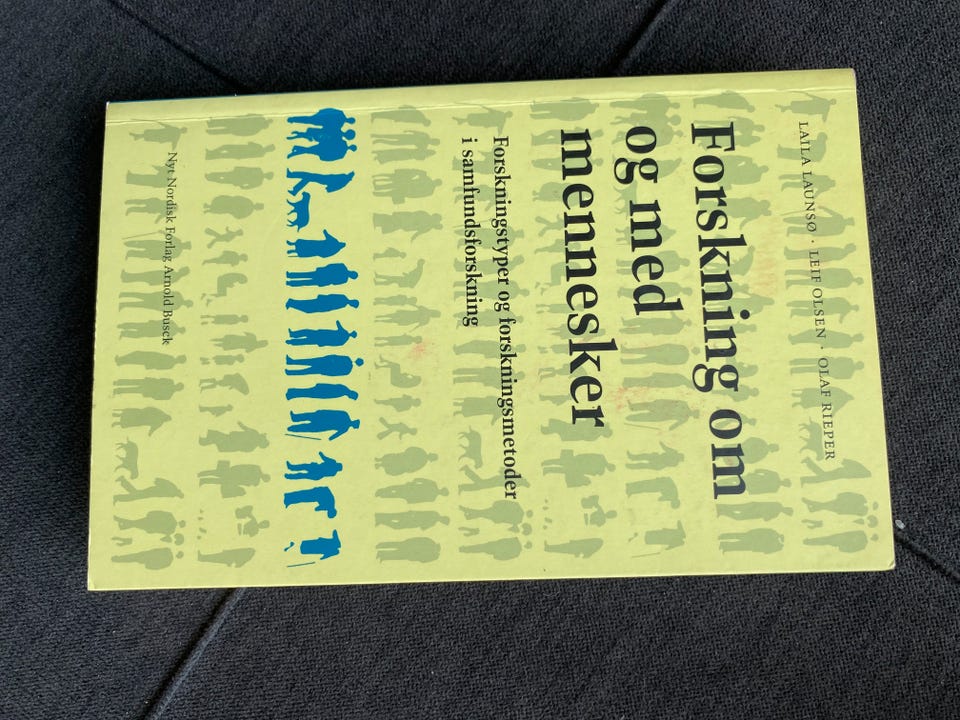 LAILA LAUNSØ · LEIF OLSEN · OLAF RIEPER
Forskning om
og med
mennesker
Forskningstyper og forskningsmetoder
i samfundsforskning
Nyt Nordisk Forlag Arnold Busck